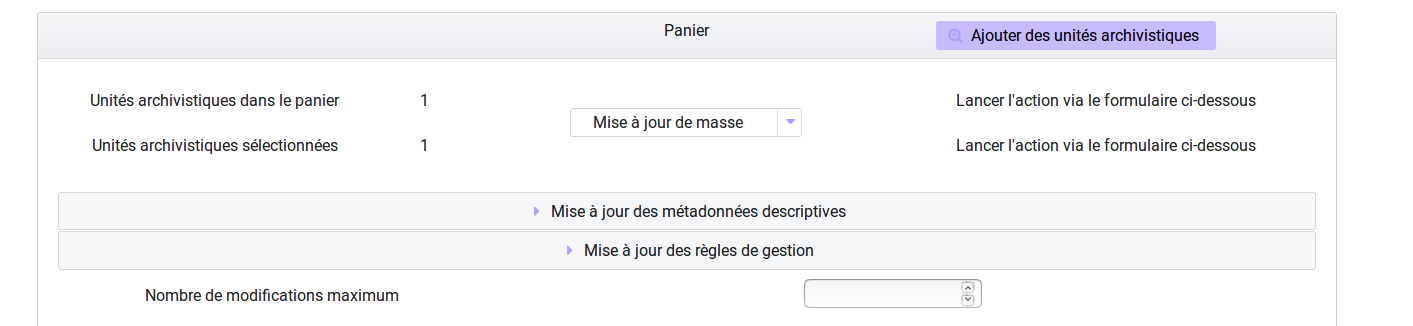 Panier
Ajouter des unités archivistiques
Unités archivistiques dans le panier 1
Mise à jour de masse
Lancer l'action via le formulaire ci-dessous
Unités archivistiques sélectionnées 1
Lancer l'action via le formulaire ci-dessous
Mise à jour des métadonnées descriptives
Mise à jour des règles de gestion
Nombre de modifications maximum